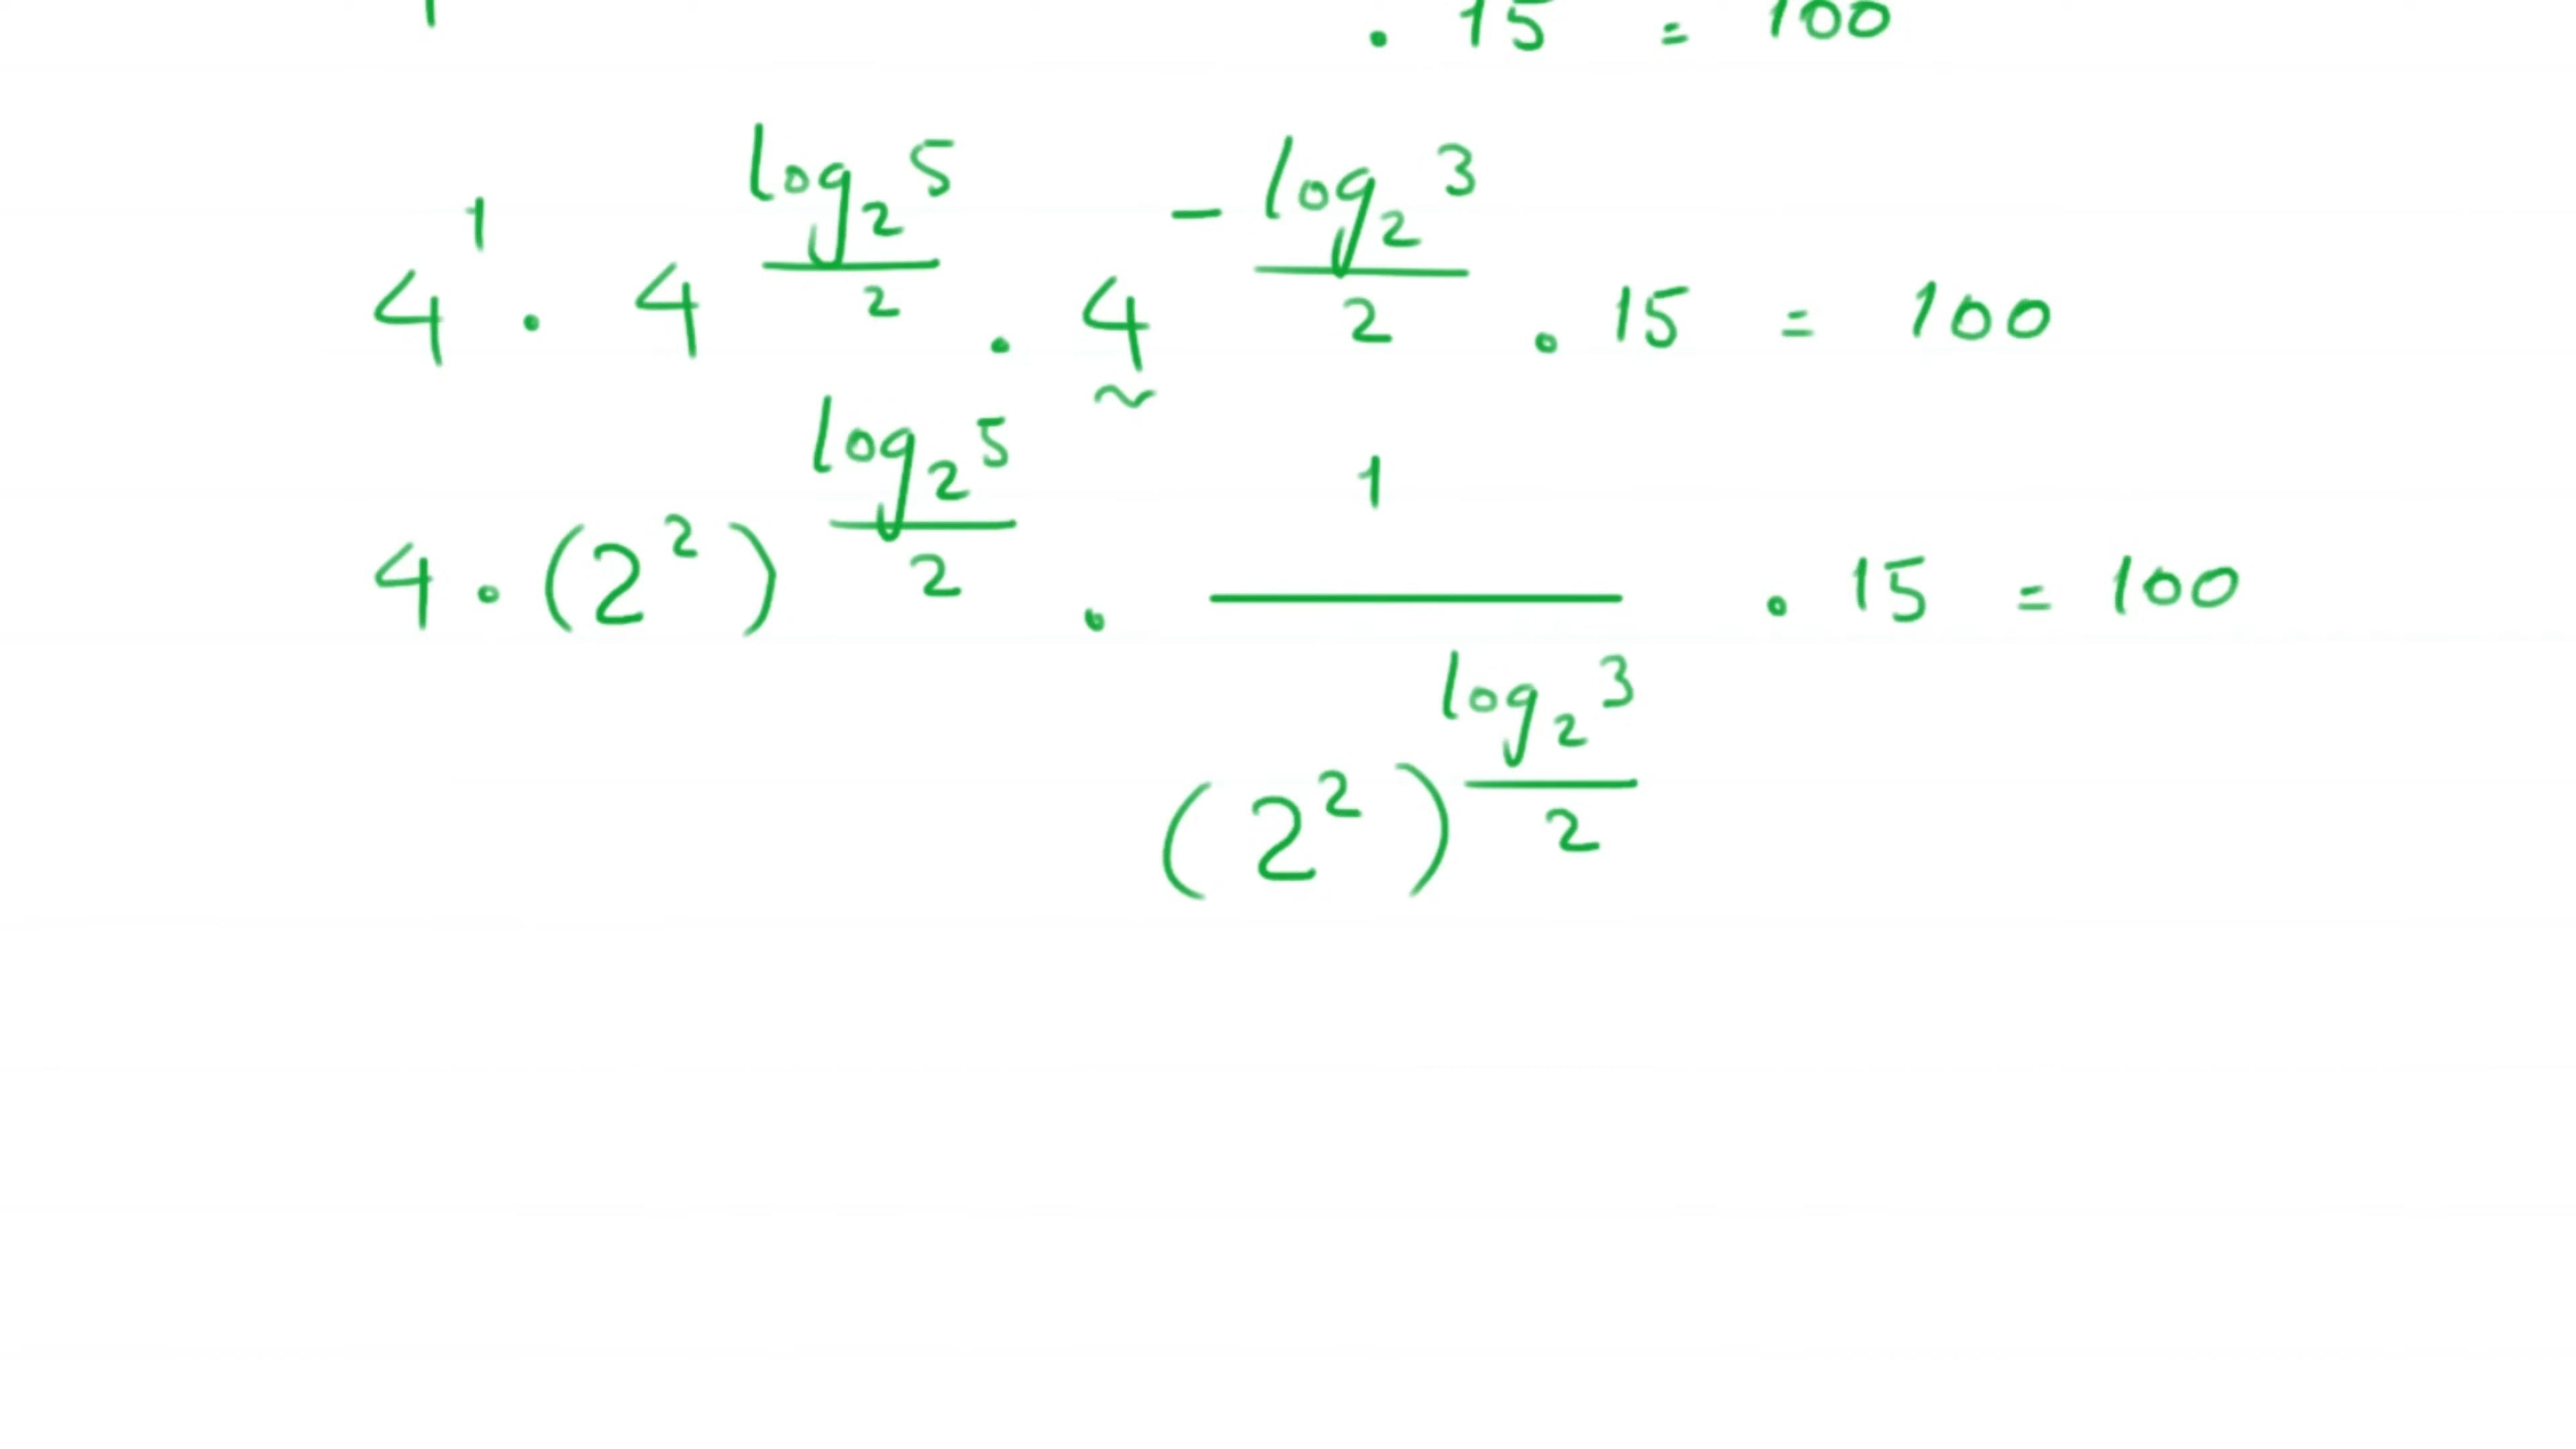 1 . 15 = 100
4^1 . 4^(log_2 5 / 2) . 4^(- log_2 3 / 2) . 15 = 100
4 . (2^2)^(log_2 5 / 2) . 1 / (2^2)^(log_2 3 / 2) . 15 = 100